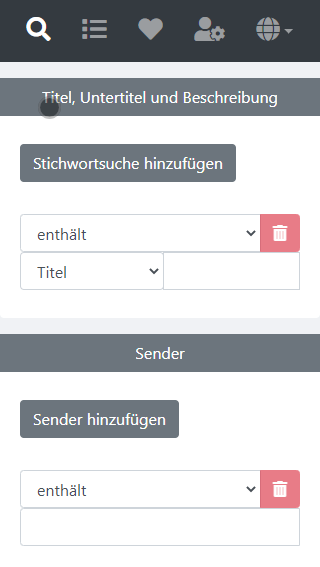 Titel, Untertitel und Beschreibung
Stichwortsuche hinzufügen
enthält
Titel
Sender
Sender hinzufügen
enthält